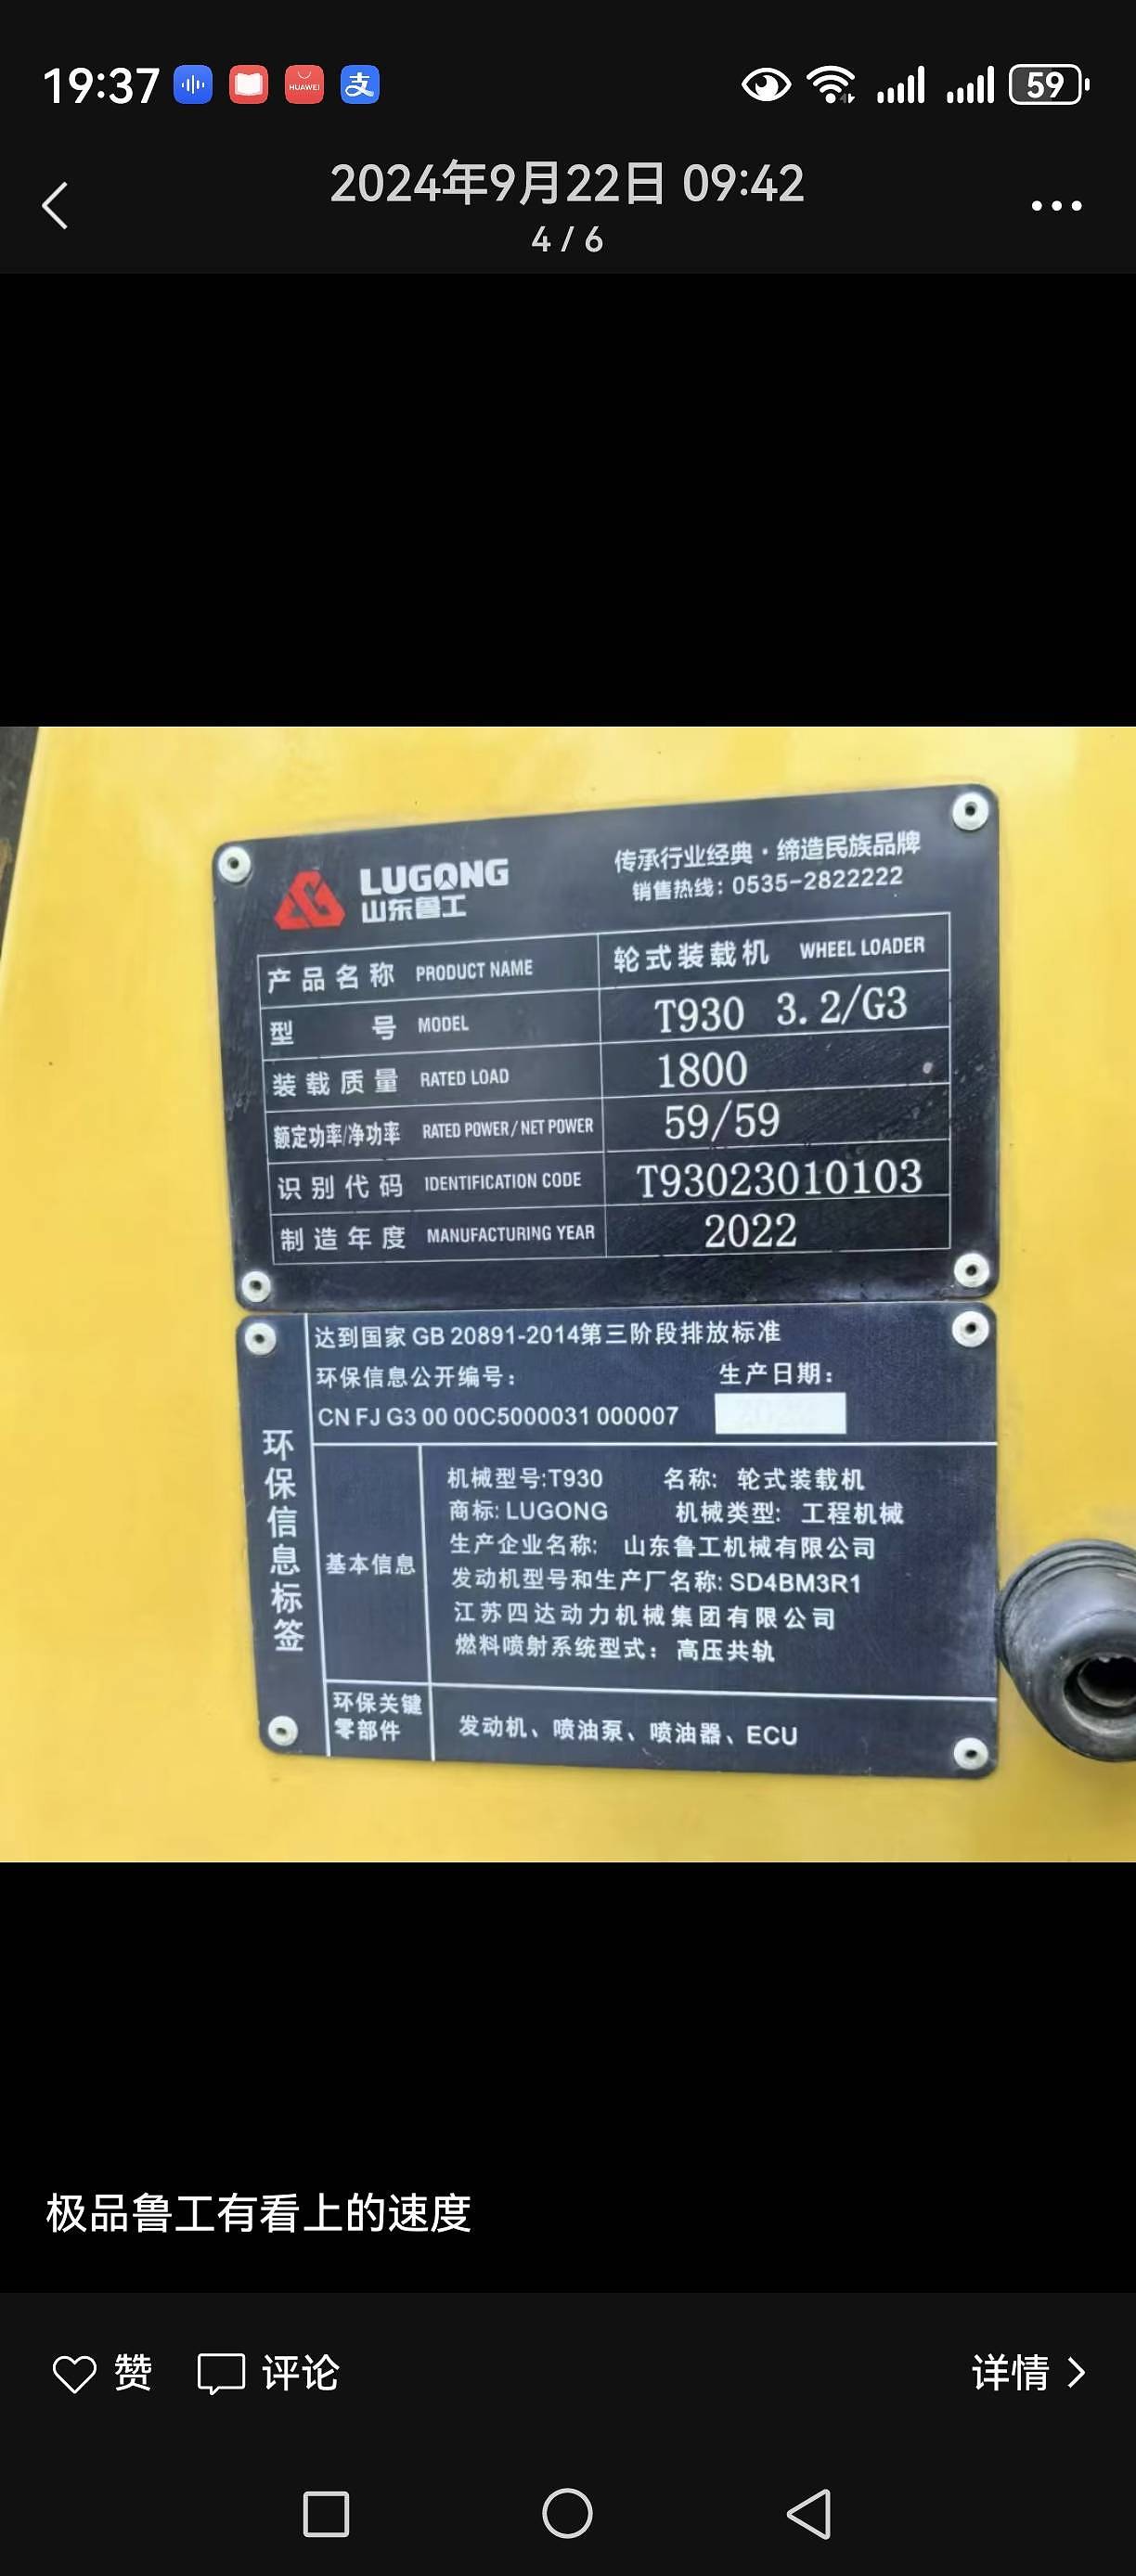 19:37
HUAWEI
支
59
2024年9月22日 09:42
4 / 6
LUGONG
山东鲁工
传承行业经典·缔造民族品牌
销售热线：0535-2822222
产品名称 PRODUCT NAME 轮式装载机 WHEEL LOADER
型号 MODEL T930 3.2/G3
装载质量 RATED LOAD 1800
额定功率/净功率 RATED POWER/NET POWER 59/59
识别代码 IDENTIFICATION CODE T93023010103
制造年度 MANUFACTURING YEAR 2022
达到国家 GB 20891-2014第三阶段排放标准
环保信息公开编号： 生产日期：
CN FJ G3 00 00C5000031 000007
环保信息标签
基本信息
机械型号:T930 名称: 轮式装载机
商标: LUGONG 机械类型: 工程机械
生产企业名称: 山东鲁工机械有限公司
发动机型号和生产厂名称: SD4BM3R1
江苏四达动力机械集团有限公司
燃料喷射系统型式：高压共轨
环保关键
零部件
发动机、喷油泵、喷油器、ECU
极品鲁工有看上的速度
赞 评论 详情